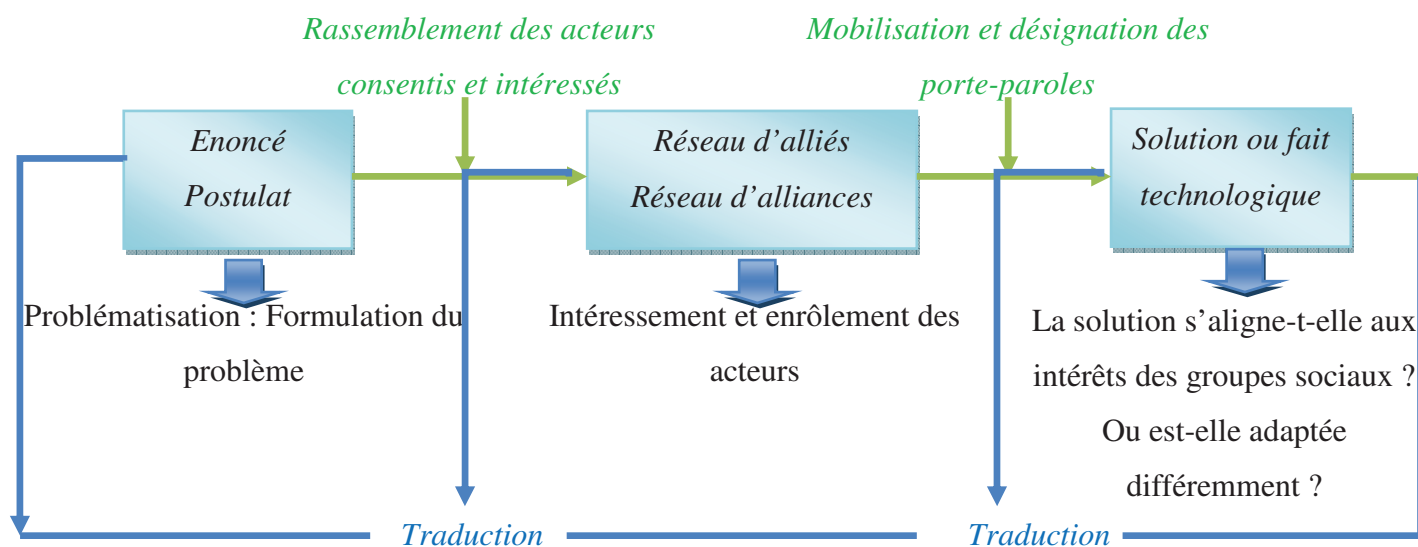 Rassemblement des acteurs
consentis et intéressés
Mobilisation et désignation des
porte-paroles
Enoncé
Postulat
Réseau d’alliés
Réseau d’alliances
Solution ou fait
technologique
Problématisation : Formulation du
problème
Intéressement et enrôlement des
acteurs
La solution s’aligne-t-elle aux
intérêts des groupes sociaux ?
Ou est-elle adaptée
différemment ?
Traduction
Traduction